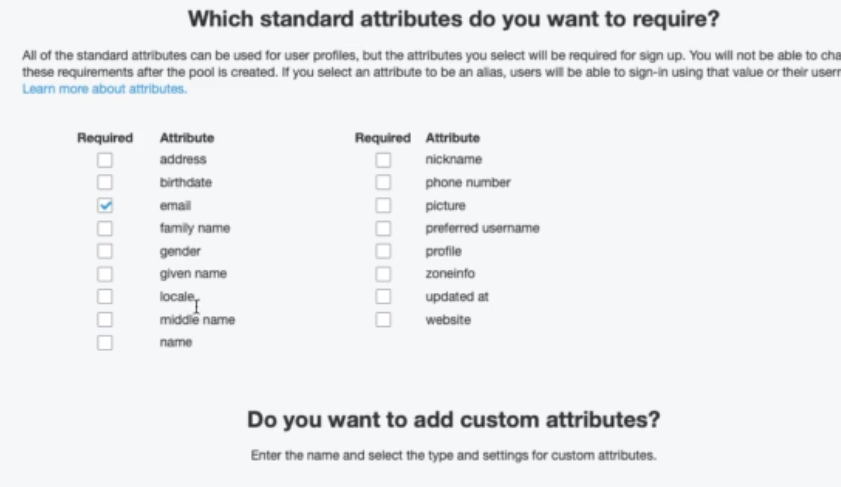 Which standard attributes do you want to require?
All of the standard attributes can be used for user profiles, but the attributes you select will be required for sign up. You will not be able to cha
these requirements after the pool is created. If you select an attribute to be an alias, users will be able to sign-in using that value or their usern
Learn more about attributes.
Required Attribute Required Attribute
address nickname
birthdate phone number
email picture
family name preferred username
gender profile
given name zoneinfo
locale updated at
middle name website
name
Do you want to add custom attributes?
Enter the name and select the type and settings for custom attributes.